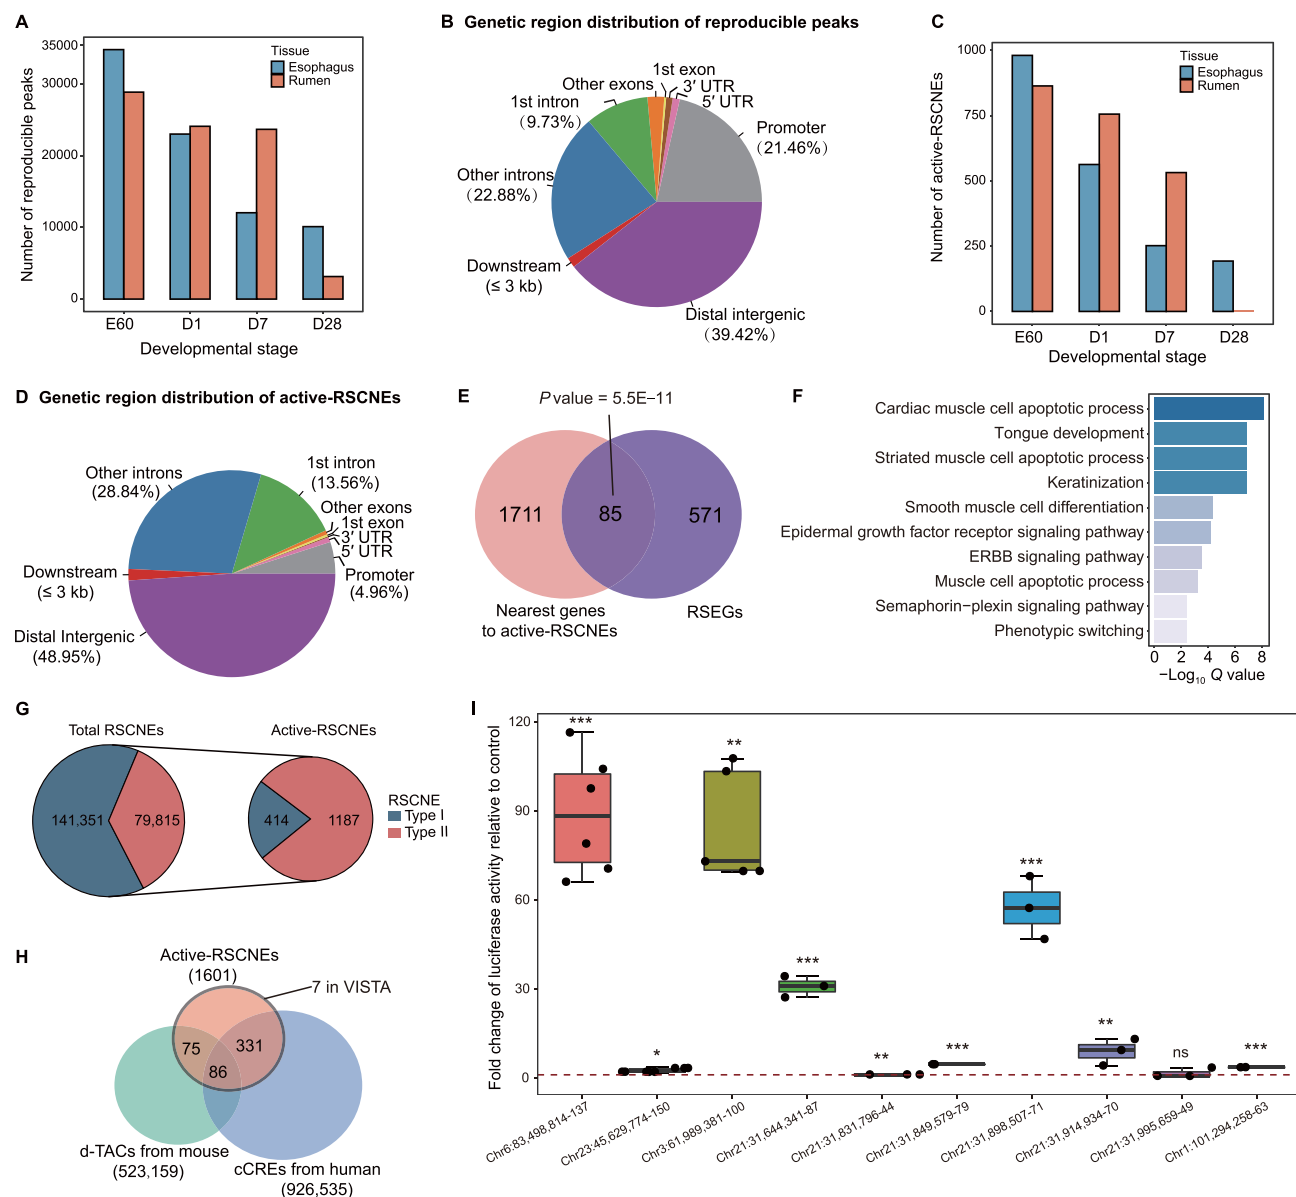 A
35000
30000
20000
10000
0
Number of reproducible peaks
Tissue
Esophagus
Rumen
E60 D1 D7 D28
Developmental stage
B Genetic region distribution of reproducible peaks
1st exon
Other exons
3′ UTR
1st intron
(9.73%)
5′ UTR
Promoter
(21.46%)
Other introns
(22.88%)
Downstream
(≤ 3 kb)
Distal intergenic
(39.42%)
C
1000
750
500
250
0
Number of active-RSCNEs
Tissue
Esophagus
Rumen
E60 D1 D7 D28
Developmental stage
D Genetic region distribution of active-RSCNEs
Other introns
(28.84%)
1st intron
(13.56%)
Other exons
1st exon
3′ UTR
5′ UTR
Downstream
(≤ 3 kb)
Promoter
(4.96%)
Distal Intergenic
(48.95%)
E
P value = 5.5E−11
1711 85 571
Nearest genes
to active-RSCNEs
RSEGs
F
Cardiac muscle cell apoptotic process
Tongue development
Striated muscle cell apoptotic process
Keratinization
Smooth muscle cell differentiation
Epidermal growth factor receptor signaling pathway
ERBB signaling pathway
Muscle cell apoptotic process
Semaphorin−plexin signaling pathway
Phenotypic switching
0 2 4 6 8
−Log10 Q value
G
Total RSCNEs
Active-RSCNEs
141,351 79,815
414 1187
RSCNE
Type I
Type II
H
Active-RSCNEs
(1601)
7 in VISTA
75 331
86
d-TACs from mouse
(523,159)
cCREs from human
(926,535)
I
120
90
60
30
0
Fold change of luciferase activity relative to control
***
*
**
***
**
***
***
**
ns
***
Chr6:83,498,814-137
Chr23:45,629,774-150
Chr3:61,989,381-100
Chr21:31,644,341-87
Chr21:31,831,796-44
Chr21:31,849,579-79
Chr21:31,898,507-71
Chr21:31,914,934-70
Chr21:31,995,659-49
Chr1:101,294,258-63